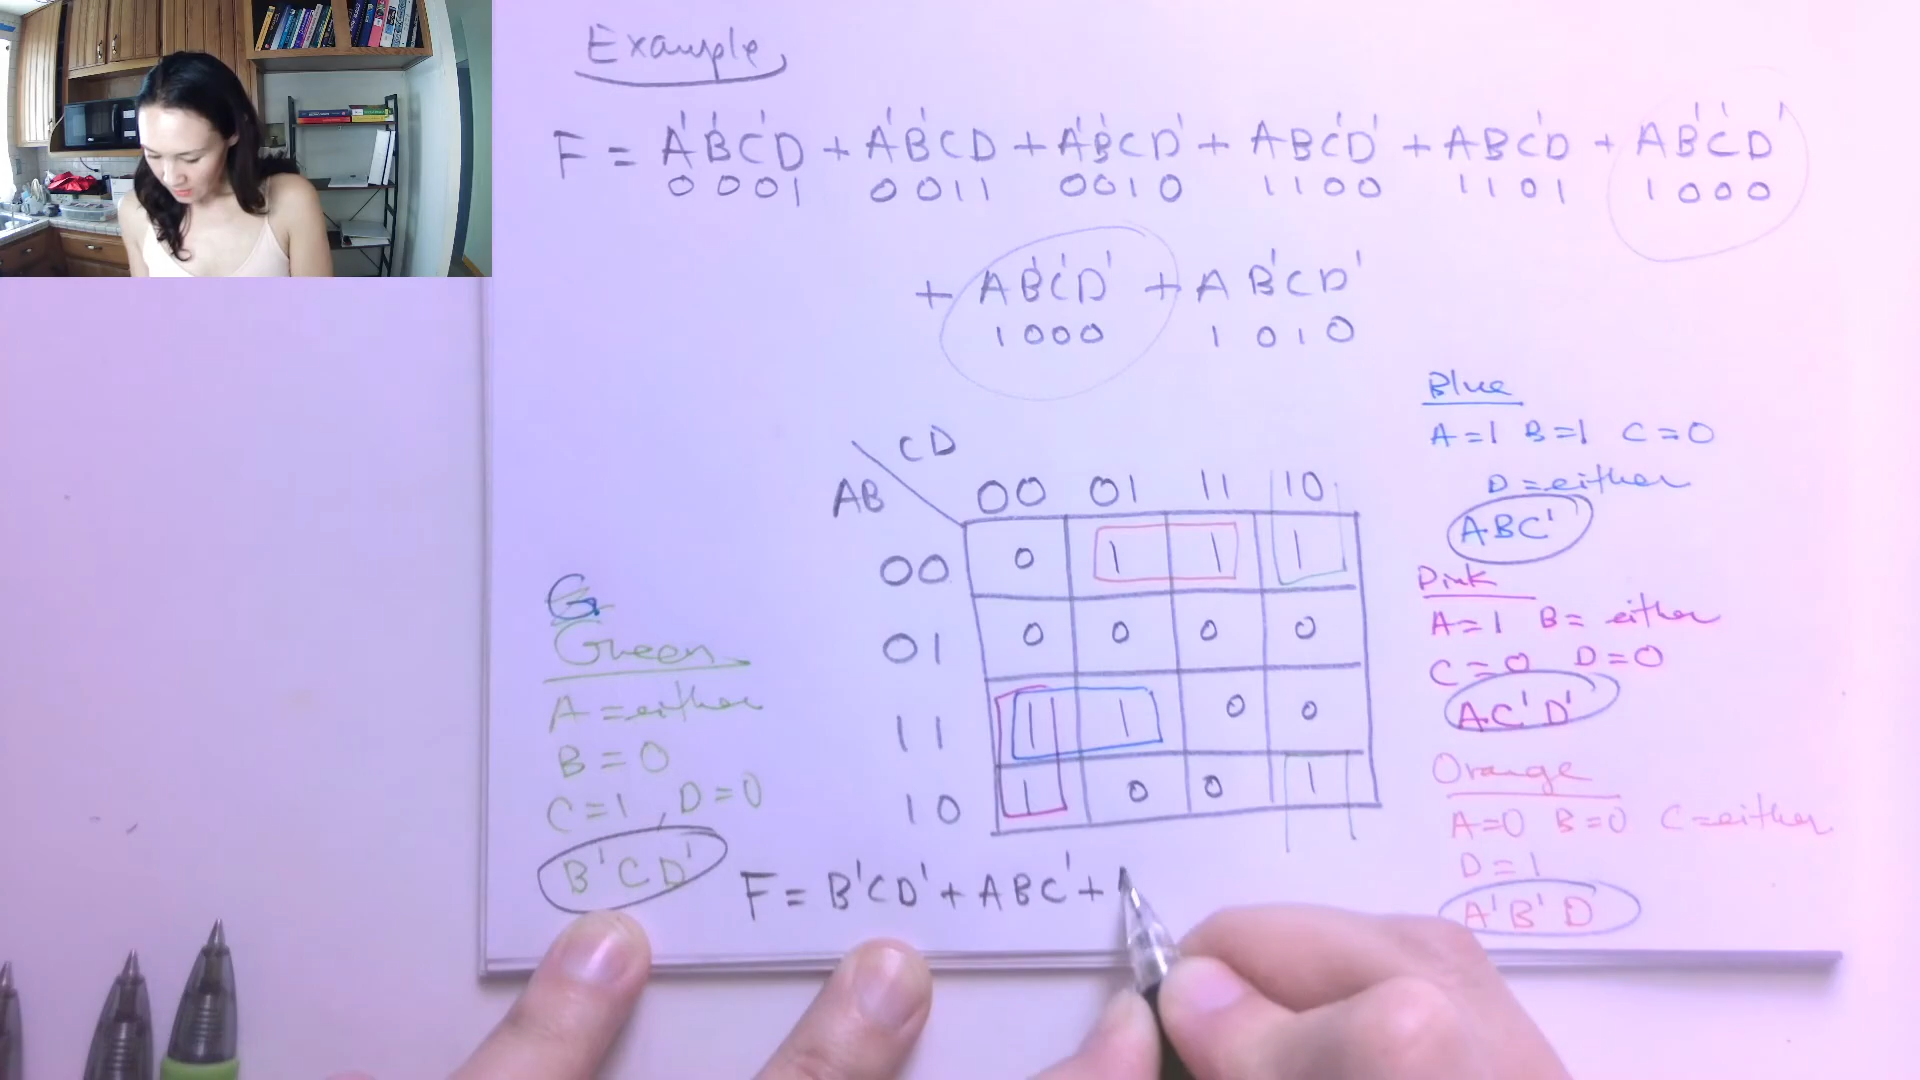 Example
F = A'B'C'D + A'B'CD + A'B'CD' + ABC'D' + ABC'D + AB'C'D'
0001 0011 0010 1100 1101 1000
+ AB'C'D' + AB'CD'
1000 1010
CD
AB 00 01 11 10
00 0 1 1 1
01 0 0 0 0
11 1 1 0 0
10 1 0 0 1
G
Green
A = either
B = 0
C = 1, D = 0
B'CD'
Blue
A = 1 B = 1 C = 0
D = either
ABC'
Pink
A = 1 B = either
C = 0 D = 0
AC'D'
Orange
A=0 B=0 C=either
D = 1
A'B'D
F = B'CD' + ABC' +